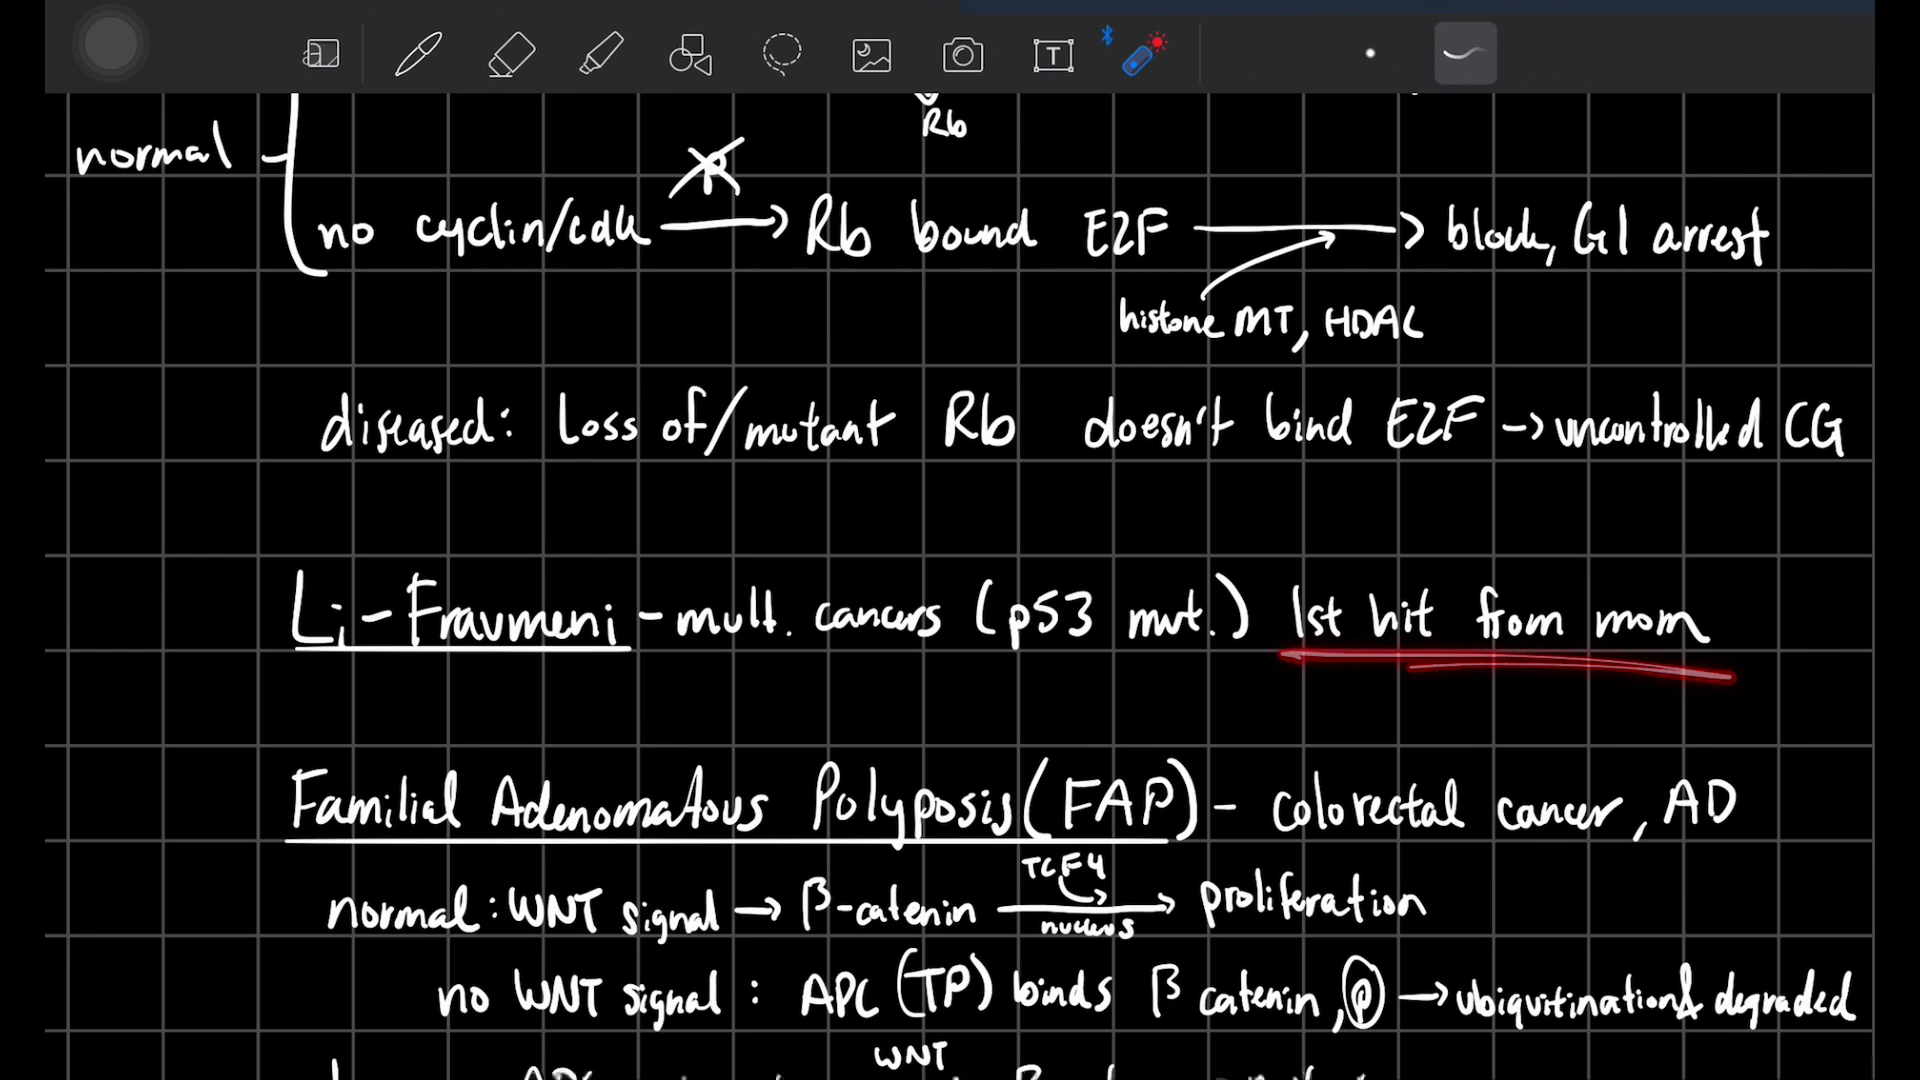 Rb
normal
no cyclin/cdk P → Rb bound E2F → block, G1 arrest
histone MT, HDAC
diseased: Loss of/mutant Rb doesn't bind E2F → uncontrolled CG
Li-Fraumeni - mult. cancers (p53 mut.) 1st hit from mom
Familial Adenomatous Polyposis (FAP) - colorectal cancer, AD
TCF4
normal: WNT signal → β-catenin → proliferation
nucleus
no WNT signal: APC (TP) binds β catenin, P → ubiquitination & degraded
WNT